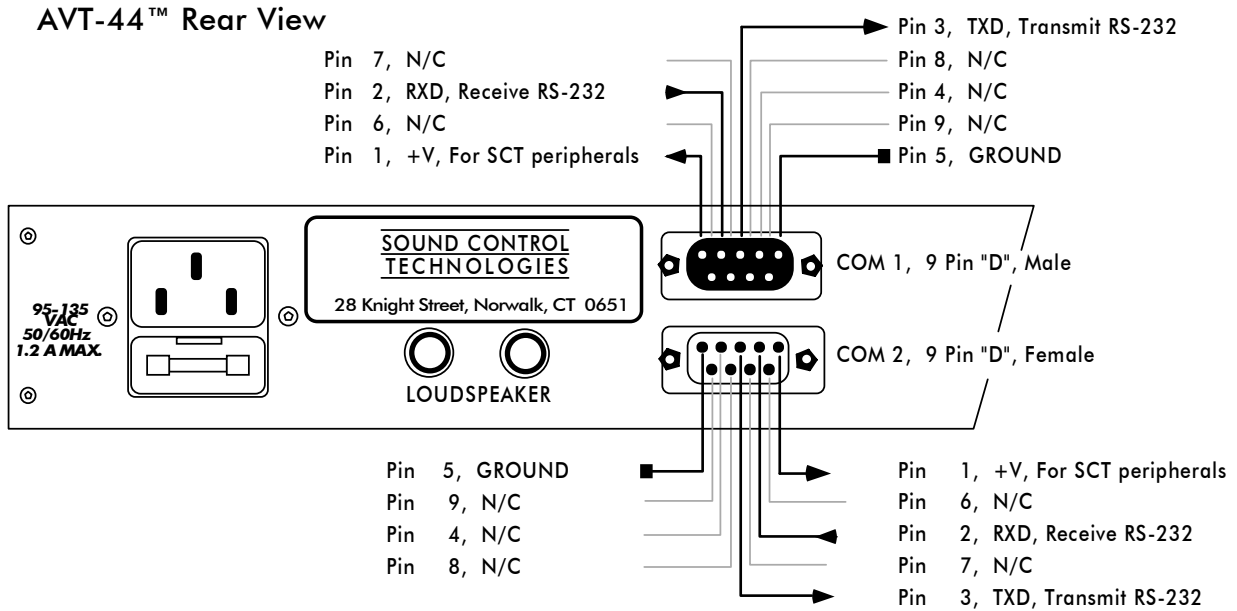 AVT-44™ Rear View
Pin 7, N/C
Pin 2, RXD, Receive RS-232
Pin 6, N/C
Pin 1, +V, For SCT peripherals
Pin 3, TXD, Transmit RS-232
Pin 8, N/C
Pin 4, N/C
Pin 9, N/C
Pin 5, GROUND
95-135
VAC
50/60Hz
1.2 A MAX.
SOUND CONTROL
TECHNOLOGIES
28 Knight Street, Norwalk, CT 0651
LOUDSPEAKER
COM 1, 9 Pin "D", Male
COM 2, 9 Pin "D", Female
Pin 5, GROUND
Pin 9, N/C
Pin 4, N/C
Pin 8, N/C
Pin 1, +V, For SCT peripherals
Pin 6, N/C
Pin 2, RXD, Receive RS-232
Pin 7, N/C
Pin 3, TXD, Transmit RS-232